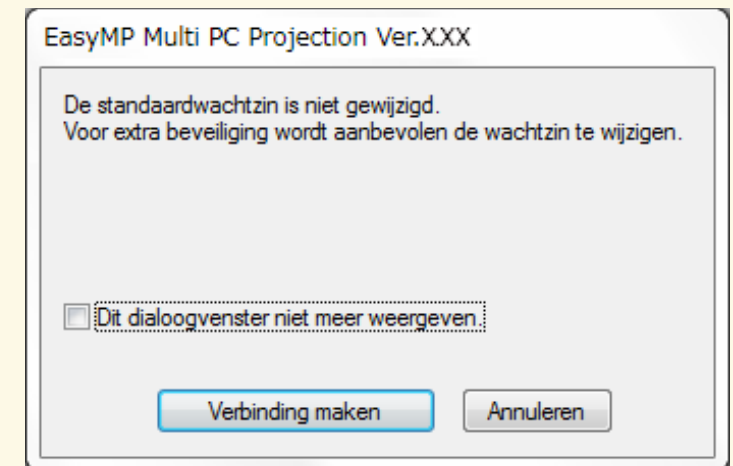 EasyMP Multi PC Projection Ver.X.XX
De standaardwachtzin is niet gewijzigd.
Voor extra beveiliging wordt aanbevolen de wachtzin te wijzigen.
Dit dialoogvenster niet meer weergeven.
Verbinding maken
Annuleren